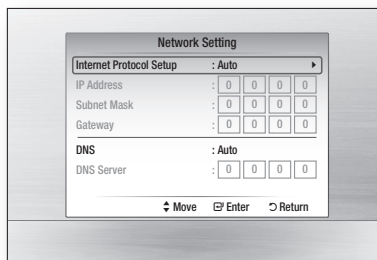 Network Setting
Internet Protocol Setup : Auto
IP Address : 0 0 0 0
Subnet Mask : 0 0 0 0
Gateway : 0 0 0 0
DNS : Auto
DNS Server : 0 0 0 0
Move Enter Return